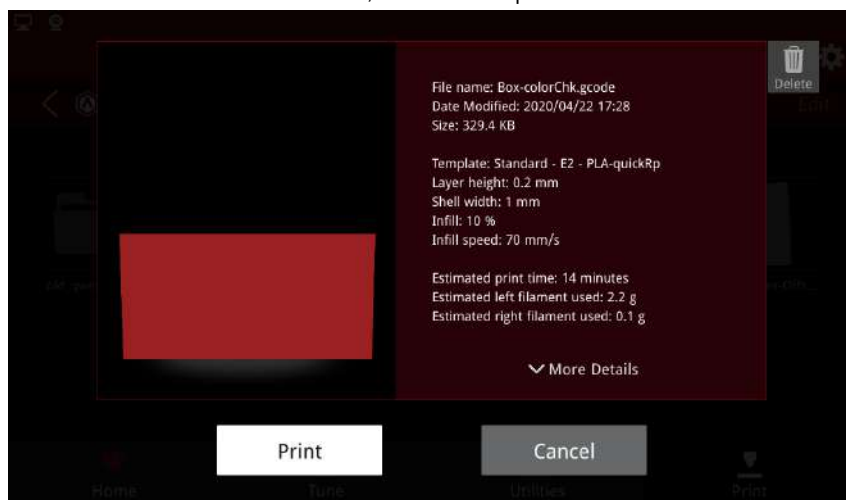 Delete
Edit
File name: Box-colorChk.gcode
Date Modified: 2020/04/22 17:28
Size: 329.4 KB
Template: Standard - E2 - PLA-quickRp
Layer height: 0.2 mm
Shell width: 1 mm
Infill: 10 %
Infill speed: 70 mm/s
Estimated print time: 14 minutes
Estimated left filament used: 2.2 g
Estimated right filament used: 0.1 g
More Details
Print
Cancel
Home
Tune
Utilities
Print